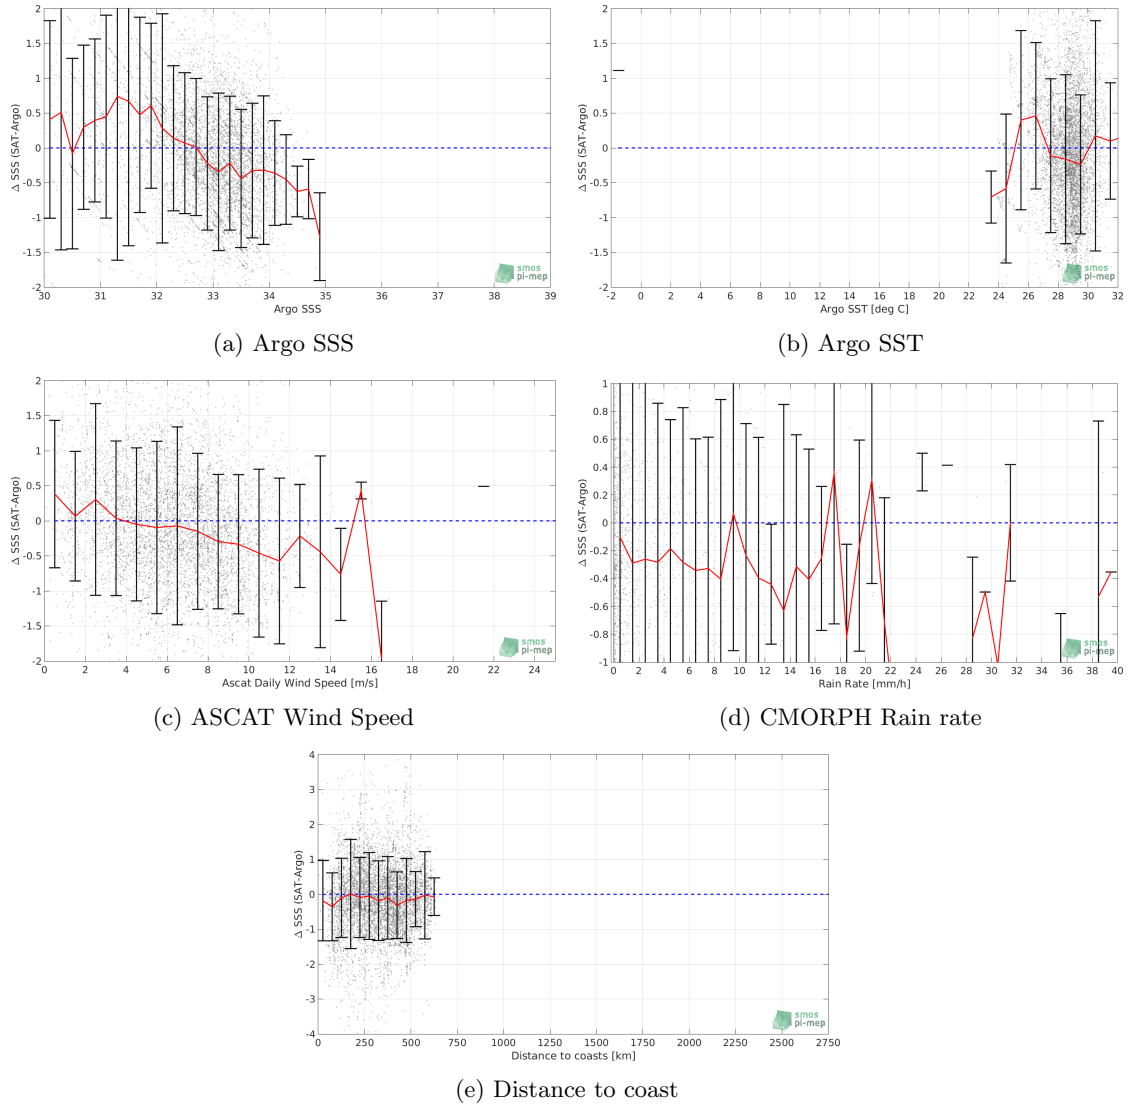 2
1.5
1
0.5
0
-0.5
-1
-1.5
-2
Δ SSS (SAT-Argo)
30 31 32 33 34 35 36 37 38 39
Argo SSS
smos
pi-mep
(a) Argo SSS
2
1.5
1
0.5
0
-0.5
-1
-1.5
-2
Δ SSS (SAT-Argo)
-2 0 2 4 6 8 10 12 14 16 18 20 22 24 26 28 30 32
Argo SST [deg C]
smos
pi-mep
(b) Argo SST
2
1.5
1
0.5
0
-0.5
-1
-1.5
-2
Δ SSS (SAT-Argo)
0 2 4 6 8 10 12 14 16 18 20 22 24
Ascat Daily Wind Speed [m/s]
smos
pi-mep
(c) ASCAT Wind Speed
1
0.8
0.6
0.4
0.2
0
-0.2
-0.4
-0.6
-0.8
-1
Δ SSS (SAT-Argo)
0 2 4 6 8 10 12 14 16 18 20 22 24 26 28 30 32 34 36 38 40
Rain Rate [mm/h]
smos
pi-mep
(d) CMORPH Rain rate
4
3
2
1
0
-1
-2
-3
-4
Δ SSS (SAT-Argo)
0 250 500 750 1000 1250 1500 1750 2000 2250 2500 2750
Distance to coasts [km]
smos
pi-mep
(e) Distance to coast